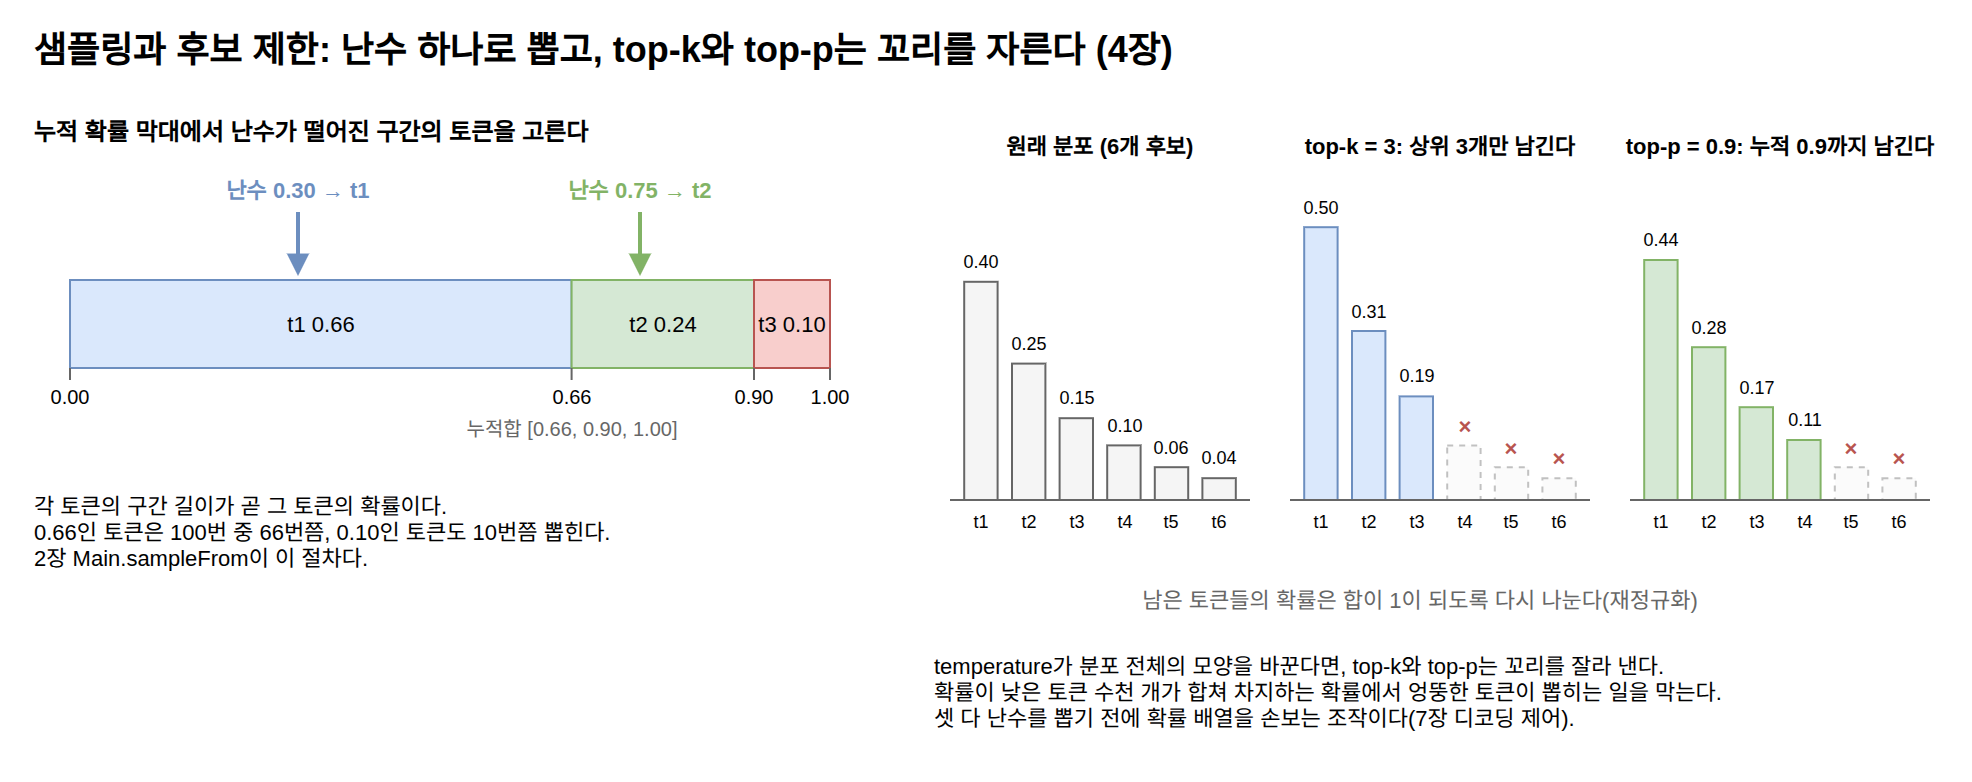 샘플링과 후보 제한: 난수 하나로 뽑고, top-k와 top-p는 꼬리를 자른다 (4장)
누적 확률 막대에서 난수가 떨어진 구간의 토큰을 고른다
난수 0.30 → t1
난수 0.75 → t2
t1 0.66
t2 0.24
t3 0.10
0.00
0.66
0.90
1.00
누적합 [0.66, 0.90, 1.00]
각 토큰의 구간 길이가 곧 그 토큰의 확률이다.
0.66인 토큰은 100번 중 66번쯤, 0.10인 토큰도 10번쯤 뽑힌다.
2장 Main.sampleFrom이 이 절차다.
원래 분포 (6개 후보)
0.40
0.25
0.15
0.10
0.06
0.04
t1
t2
t3
t4
t5
t6
top-k = 3: 상위 3개만 남긴다
0.50
0.31
0.19
×
×
×
t1
t2
t3
t4
t5
t6
top-p = 0.9: 누적 0.9까지 남긴다
0.44
0.28
0.17
0.11
×
×
t1
t2
t3
t4
t5
t6
남은 토큰들의 확률은 합이 1이 되도록 다시 나눈다(재정규화)
temperature가 분포 전체의 모양을 바꾼다면, top-k와 top-p는 꼬리를 잘라 낸다.
확률이 낮은 토큰 수천 개가 합쳐 차지하는 확률에서 엉뚱한 토큰이 뽑히는 일을 막는다.
셋 다 난수를 뽑기 전에 확률 배열을 손보는 조작이다(7장 디코딩 제어).